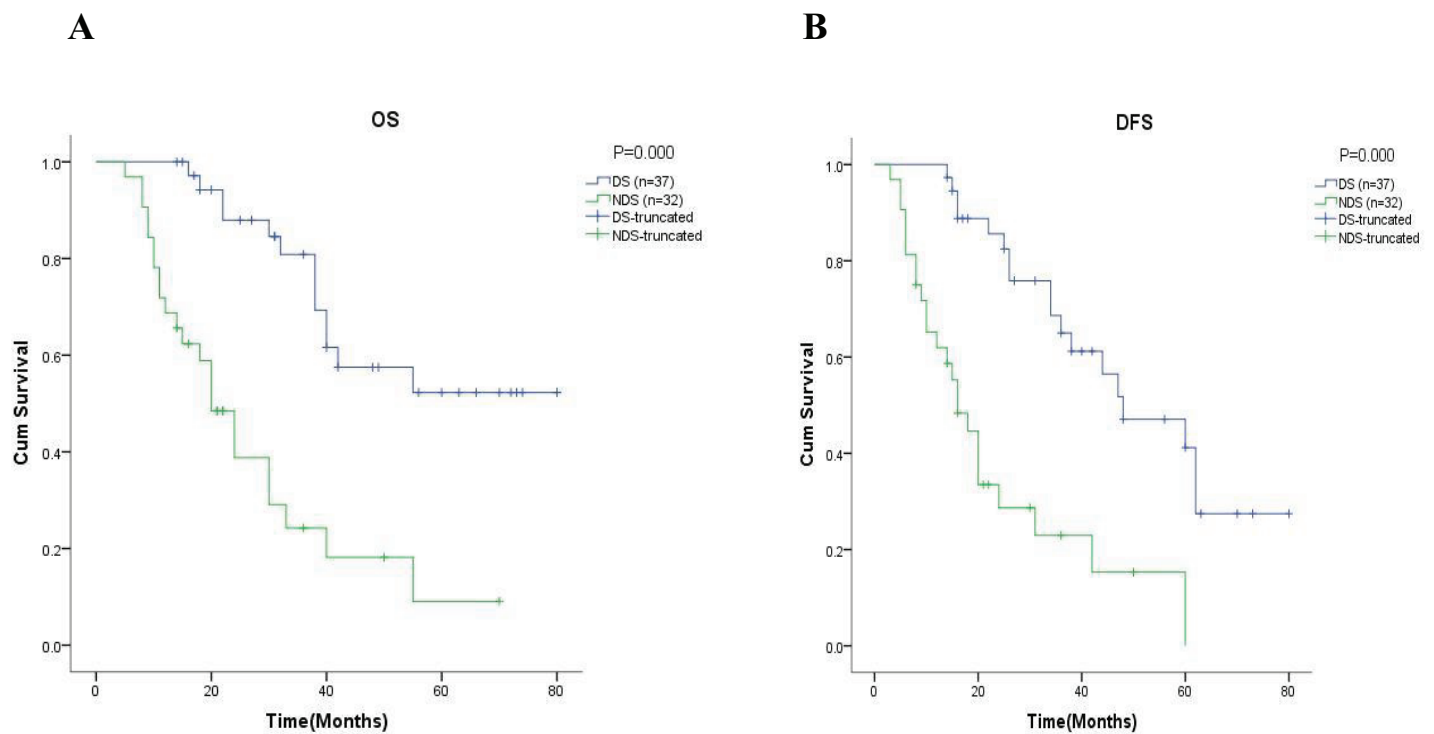 A
B
OS
P=0.000
DS (n=37)
NDS (n=32)
DS-truncated
NDS-truncated
1.0
0.8
0.6
0.4
0.2
0.0
Cum Survival
0 20 40 60 80
Time(Months)
DFS
P=0.000
DS (n=37)
NDS (n=32)
DS-truncated
NDS-truncated
1.0
0.8
0.6
0.4
0.2
0.0
Cum Survival
0 20 40 60 80
Time(Months)